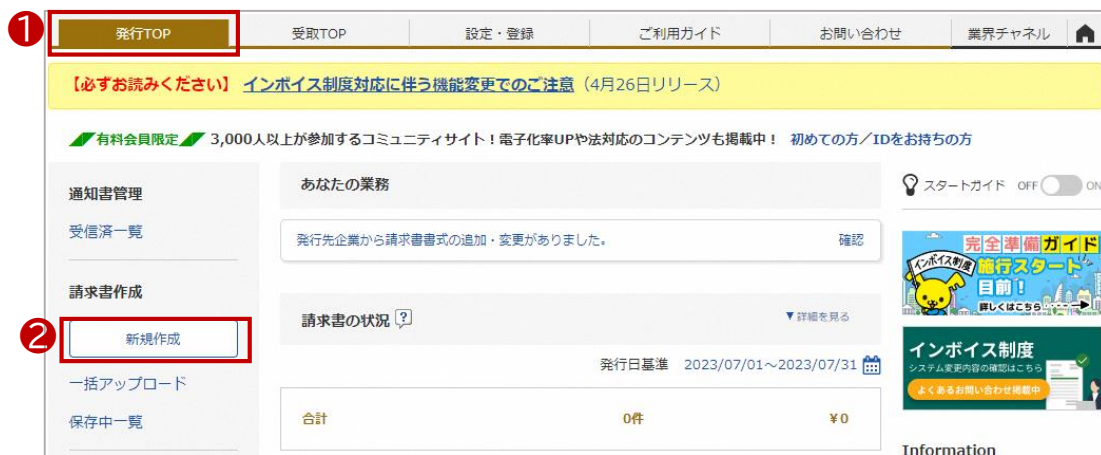 1
発行TOP 受取TOP 設定・登録 ご利用ガイド お問い合わせ 業界チャネル
【必ずお読みください】 インボイス制度対応に伴う機能変更でのご注意（4月26日リリース）
有料会員限定 3,000人以上が参加するコミュニティサイト！電子化率UPや法対応のコンテンツも掲載中！ 初めての方／IDをお持ちの方
通知書管理
受信済一覧
請求書作成
2
新規作成
一括アップロード
保存中一覧
あなたの業務
発行先企業から請求書書式の追加・変更がありました。 確認
請求書の状況 ? ▼詳細を見る
発行日基準 2023/07/01～2023/07/31
合計 0件 ¥0
スタートガイド OFF ON
完全準備ガイド
インボイス制度
施行スタート
目前！
詳しくはこちら
インボイス制度
システム変更内容の確認はこちら
よくあるお問い合わせ掲載中
Information